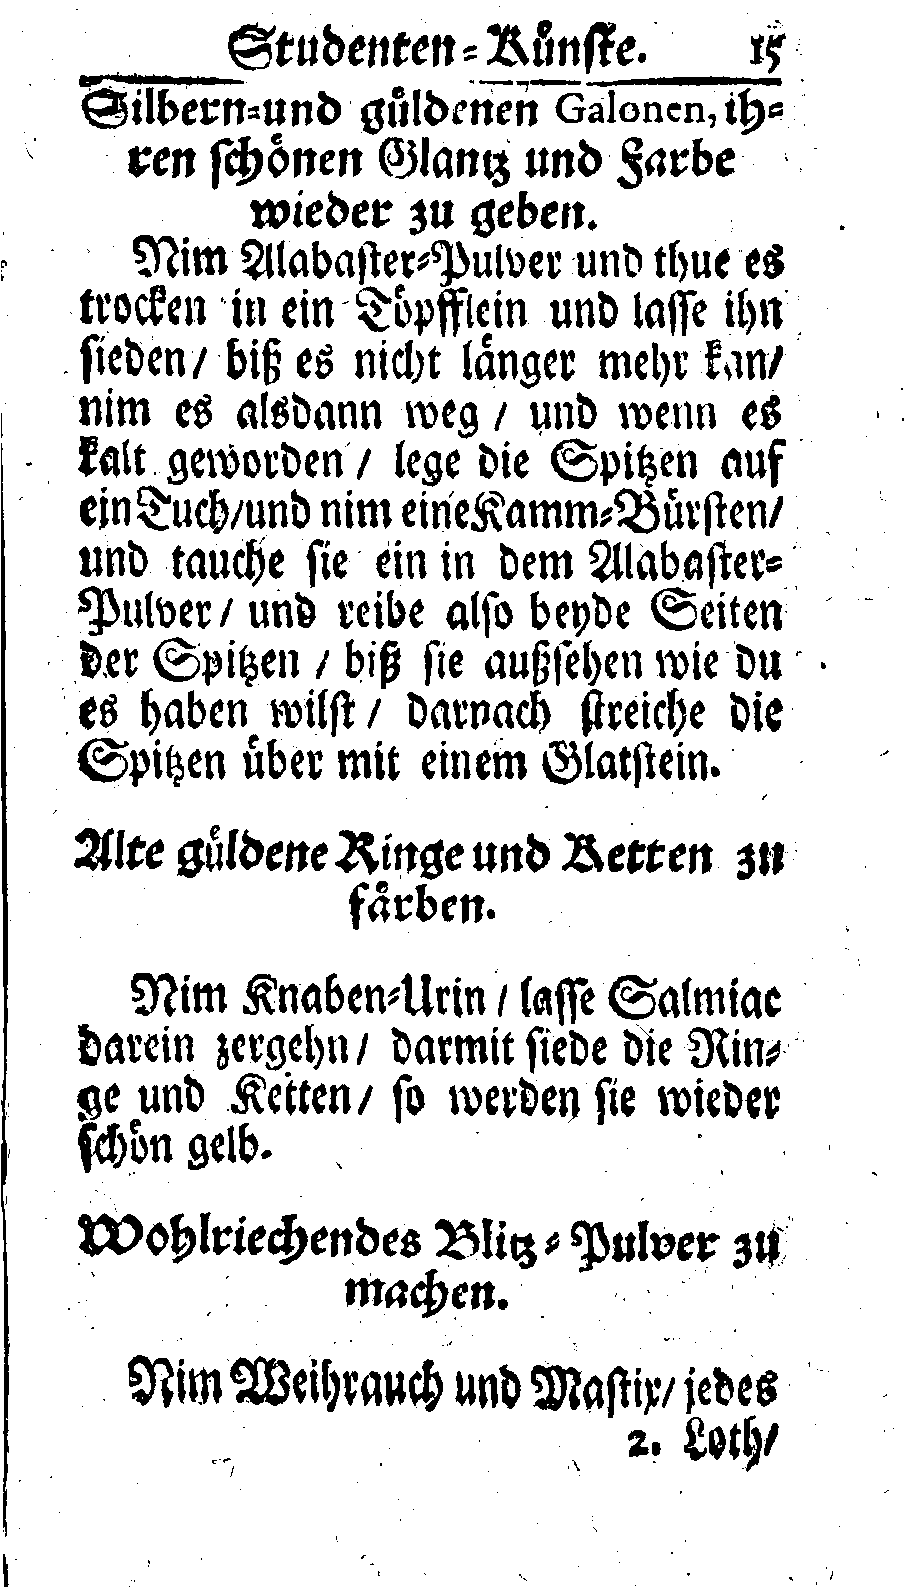 Studenten-Künste. 15
Silbern-und güldenen Galonen, ih-
ren schönen Glantz und Farbe
wieder zu geben.
Nim Alabaster-Pulver und thue es
trocken in ein Töpfflein und lasse ihn
sieden/ biß es nicht länger mehr kan/
nim es alsdann weg / und wenn es
kalt geworden / lege die Spitzen auf
ein Tuch/und nim eine Kamm-Bürsten/
und tauche sie ein in dem Alabaster-
Pulver/ und reibe also beyde Seiten
der Spitzen / biß sie außsehen wie du
es haben wilst / darnach streiche die
Spitzen über mit einem Glatstein.
Alte güldene Ringe und Ketten zu
färben.
Nim Knaben-Urin / lasse Salmiac
darein zergehn/ darmit siede die Rin-
ge und Ketten/ so werden sie wieder
schön gelb.
Wohlriechendes Blitz-Pulver zu
machen.
Nim Weihrauch und Mastix/ jedes
2. Loth/